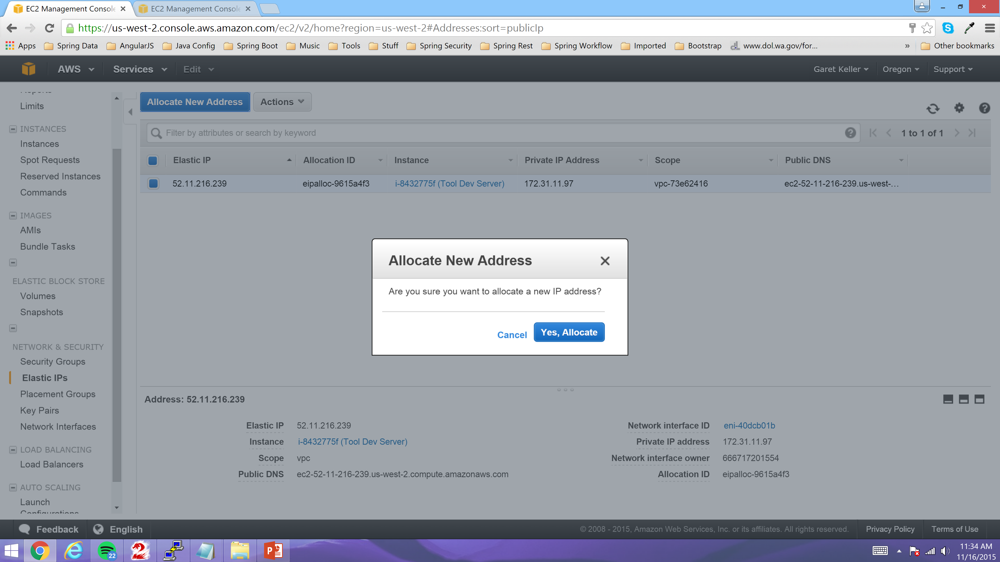 EC2 Management Console
EC2 Management Console
https://us-west-2.console.aws.amazon.com/ec2/v2/home?region=us-west-2#Addresses:sort=publicIp
Apps Spring Data AngularJS Java Config Spring Boot Music Tools Stuff Spring Security Spring Rest Spring Workflow Imported Bootstrap www.dol.wa.gov/for... » Other bookmarks
AWS Services Edit Garet Keller Oregon Support
Reports
Limits
INSTANCES
Instances
Spot Requests
Reserved Instances
Commands
IMAGES
AMIs
Bundle Tasks
ELASTIC BLOCK STORE
Volumes
Snapshots
NETWORK & SECURITY
Security Groups
Elastic IPs
Placement Groups
Key Pairs
Network Interfaces
LOAD BALANCING
Load Balancers
AUTO SCALING
Launch
Configurations
Allocate New Address Actions
Filter by attributes or search by keyword 1 to 1 of 1
Elastic IP Allocation ID Instance Private IP Address Scope Public DNS
52.11.216.239 eipalloc-9615a4f3 i-8432775f (Tool Dev Server) 172.31.11.97 vpc-73e62416 ec2-52-11-216-239.us-west-...
Allocate New Address
Are you sure you want to allocate a new IP address?
Cancel Yes, Allocate
Address: 52.11.216.239
Elastic IP 52.11.216.239 Network interface ID eni-40dcb01b
Instance i-8432775f (Tool Dev Server) Private IP address 172.31.11.97
Scope vpc Network interface owner 666717201554
Public DNS ec2-52-11-216-239.us-west-2.compute.amazonaws.com Allocation ID eipalloc-9615a4f3
Feedback English © 2008 - 2015, Amazon Web Services, Inc. or its affiliates. All rights reserved. Privacy Policy Terms of Use
22
11:34 AM
11/16/2015